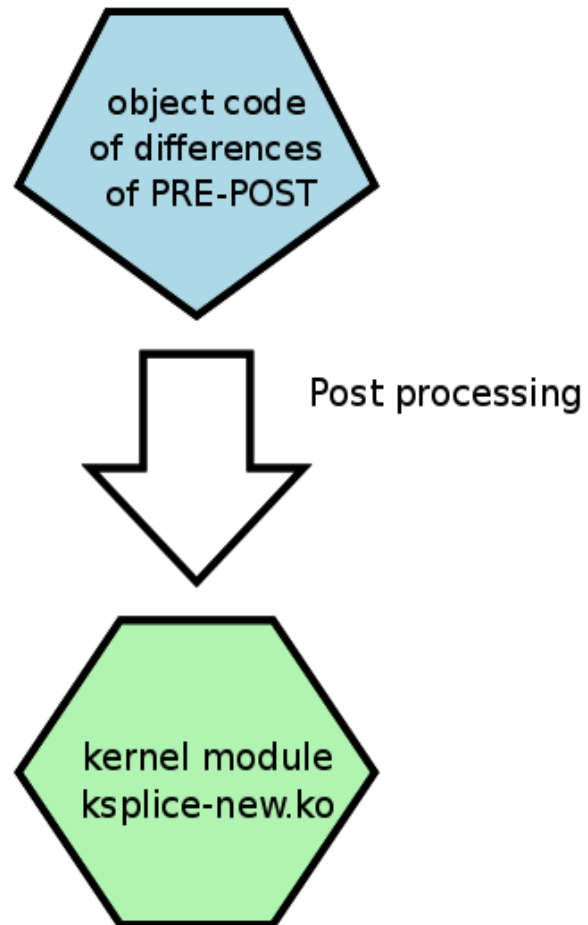 object code
of differences
of PRE-POST
Post processing
kernel module
ksplice-new.ko